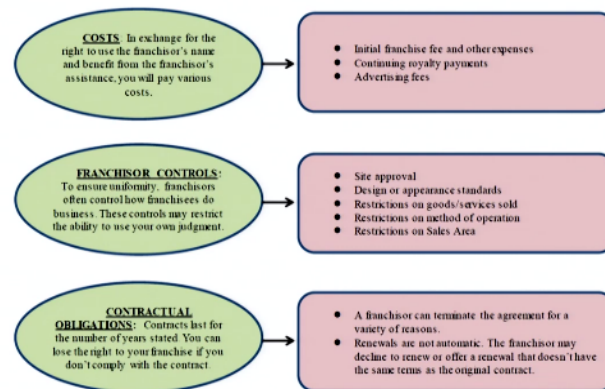 COSTS: In exchange for the
right to use the franchisor's name
and benefit from the franchisor's
assistance, you will pay various
costs.
● Initial franchise fee and other expenses
● Continuing royalty payments
● Advertising fees
FRANCHISOR CONTROLS:
To ensure uniformity, franchisors
often control how franchisees do
business. These controls may restrict
the ability to use your own judgment.
● Site approval
● Design or appearance standards
● Restrictions on goods/services sold
● Restrictions on method of operation
● Restrictions on Sales Area
CONTRACTUAL
OBLIGATIONS: Contracts last for
the number of years stated. You can
lose the right to your franchise if you
don't comply with the contract.
● A franchisor can terminate the agreement for a
variety of reasons.
● Renewals are not automatic. The franchisor may
decline to renew or offer a renewal that doesn't have
the same terms as the original contract.